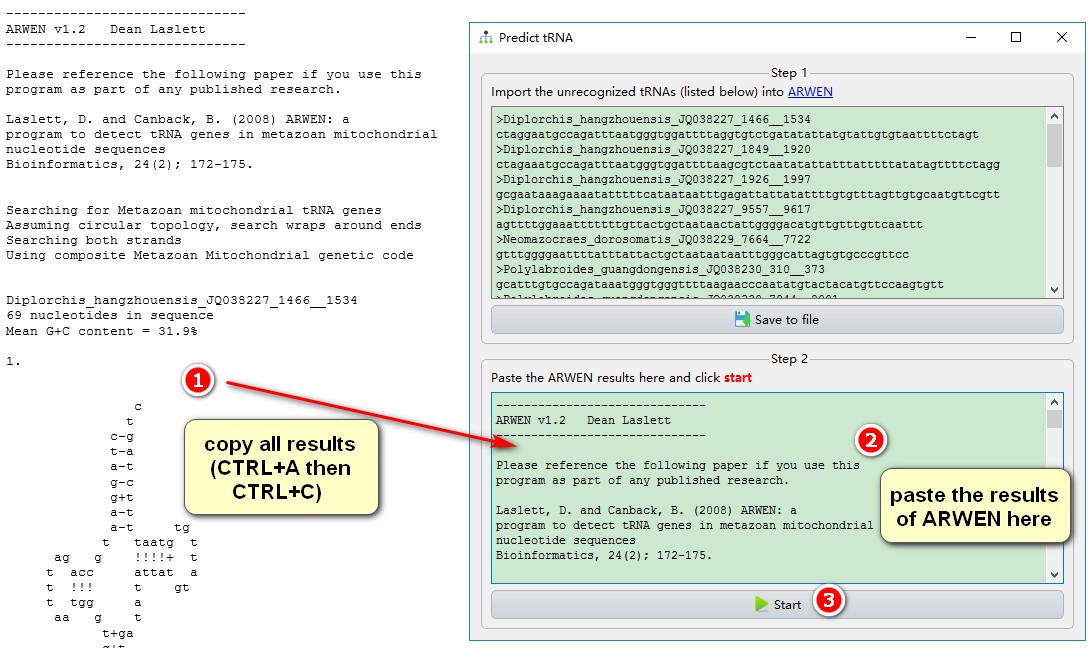 ------------------------------
ARWEN v1.2   Dean Laslett
------------------------------
Please reference the following paper if you use this
program as part of any published research.
Laslett, D. and Canback, B. (2008) ARWEN: a
program to detect tRNA genes in metazoan mitochondrial
nucleotide sequences
Bioinformatics, 24(2); 172-175.
Searching for Metazoan mitochondrial tRNA genes
Assuming circular topology, search wraps around ends
Searching both strands
Using composite Metazoan Mitochondrial genetic code
Diplorchis_hangzhouensis_JQ038227_1466__1534
69 nucleotides in sequence
Mean G+C content = 31.9%
1.
c
t
c-g
t-a
a-t
g-c
g+t
a-t
a-t     tg
t   taatg  t
ag   g    !!!!+  t
t  acc     attat  a
t  !!!     t    gt
t  tgg     a
aa   g    t
t+ga
g+t
1
copy all results
(CTRL+A then
CTRL+C)
Predict tRNA
Step 1
Import the unrecognized tRNAs (listed below) into ARWEN
>Diplorchis_hangzhouensis_JQ038227_1466__1534
ctaggaatgccagatttaatgggtggattttaggtgtctgatatattatgtattgtgtaattttctagt
>Diplorchis_hangzhouensis_JQ038227_1849__1920
ctagaaatgccagatttaatgggtggattttaagcgtctaatatattatttatttttatatagttttctagg
>Diplorchis_hangzhouensis_JQ038227_1926__1997
gcgaataaagaaatatttttcataataatttgagattattatattttgtgtttagttgtgcaatgttcgtt
>Diplorchis_hangzhouensis_JQ038227_9557__9617
agttttggaatttttttttgttactgctaataactattggggacatgttgtttgttcaattt
>Neomazocraes_dorosomatis_JQ038229_7664__7722
gtttggggaattttatttattactgctaataataatttgggcattagtgtgcccgttcc
>Polylabroides_guangdongensis_JQ038230_310__373
gcatttgtgccagataaatgggtgggttttaagaacccaatatgtactacatgttccaagtgtt
Save to file
Step 2
Paste the ARWEN results here and click start
------------------------------
ARWEN v1.2   Dean Laslett
------------------------------
Please reference the following paper if you use this
program as part of any published research.
Laslett, D. and Canback, B. (2008) ARWEN: a
program to detect tRNA genes in metazoan mitochondrial
nucleotide sequences
Bioinformatics, 24(2); 172-175.
2
paste the results
of ARWEN here
Start
3